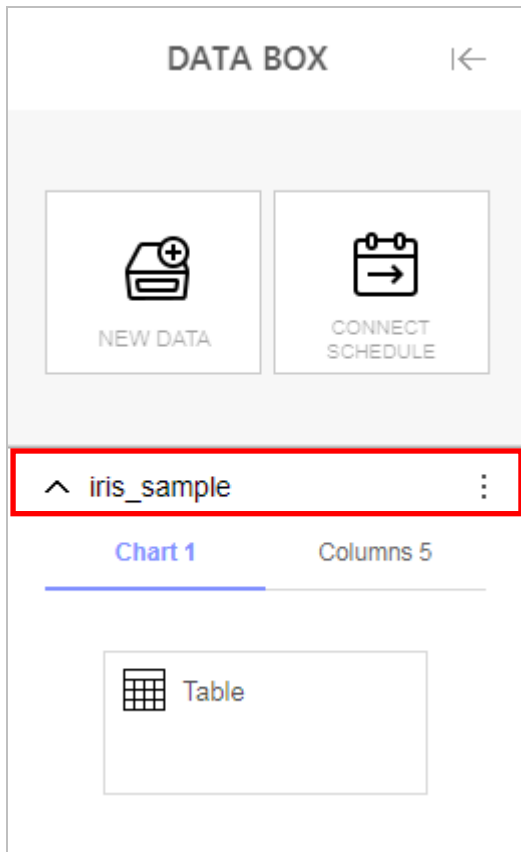 DATA BOX
NEW DATA
CONNECT
SCHEDULE
iris_sample
Chart 1
Columns 5
Table